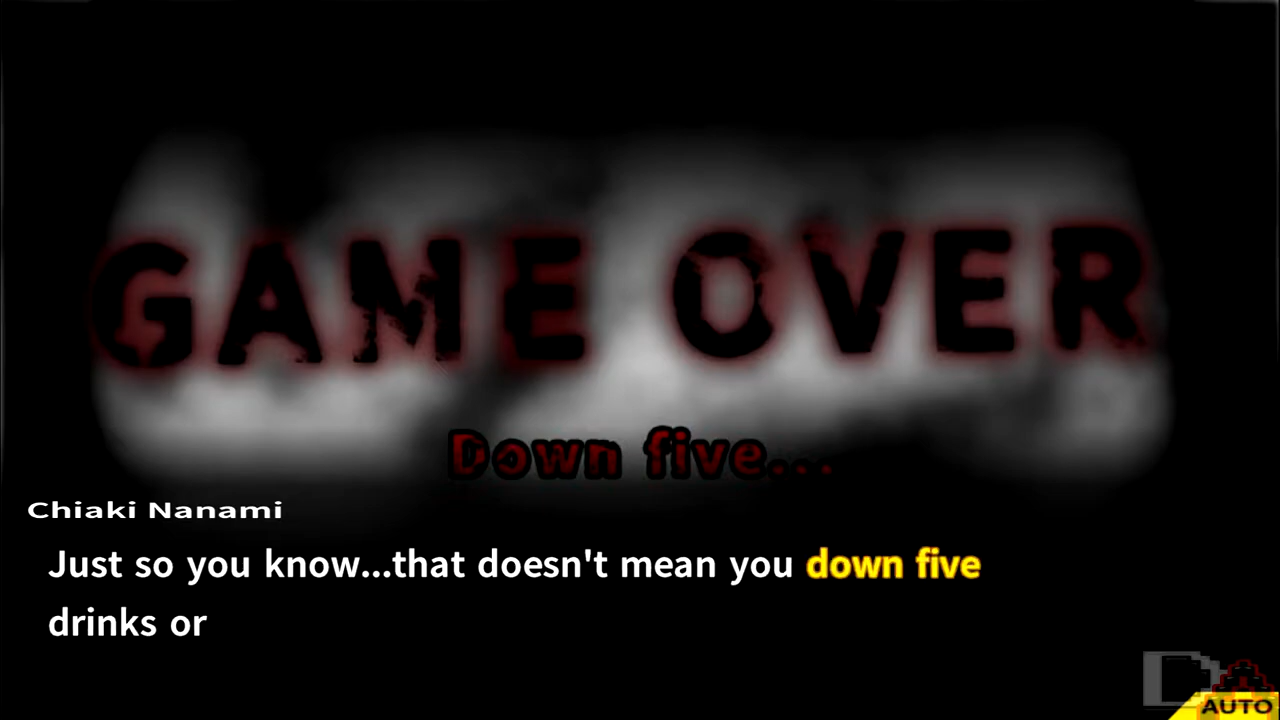 GAME OVER
Down five...
Chiaki Nanami
Just so you know...that doesn't mean you down five
drinks or
AUTO